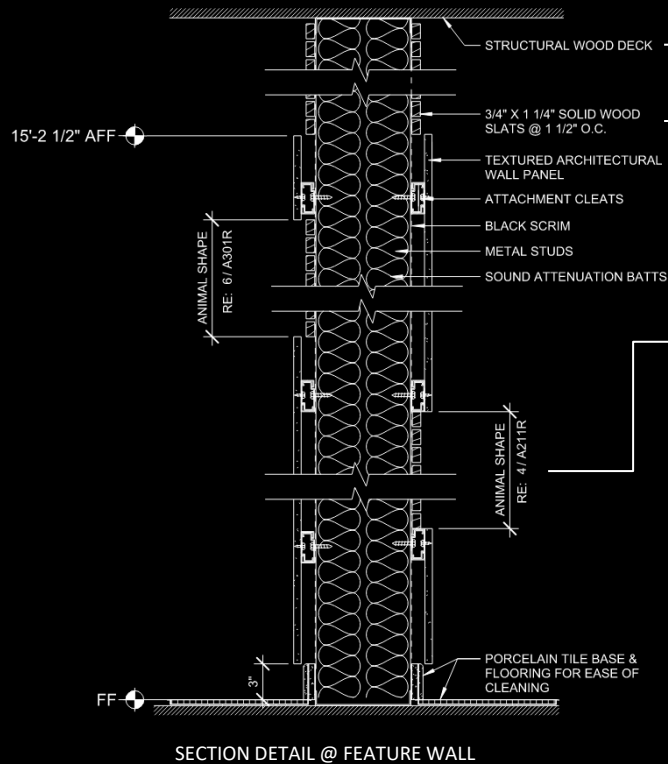 STRUCTURAL WOOD DECK
3/4" X 1 1/4" SOLID WOOD
SLATS @ 1 1/2" O.C.
15'-2 1/2" AFF
TEXTURED ARCHITECTURAL
WALL PANEL
ATTACHMENT CLEATS
BLACK SCRIM
METAL STUDS
SOUND ATTENUATION BATTS
ANIMAL SHAPE
RE: 6 / A301R
ANIMAL SHAPE
RE: 4 / A211R
3"
PORCELAIN TILE BASE &
FLOORING FOR EASE OF
CLEANING
FF
SECTION DETAIL @ FEATURE WALL